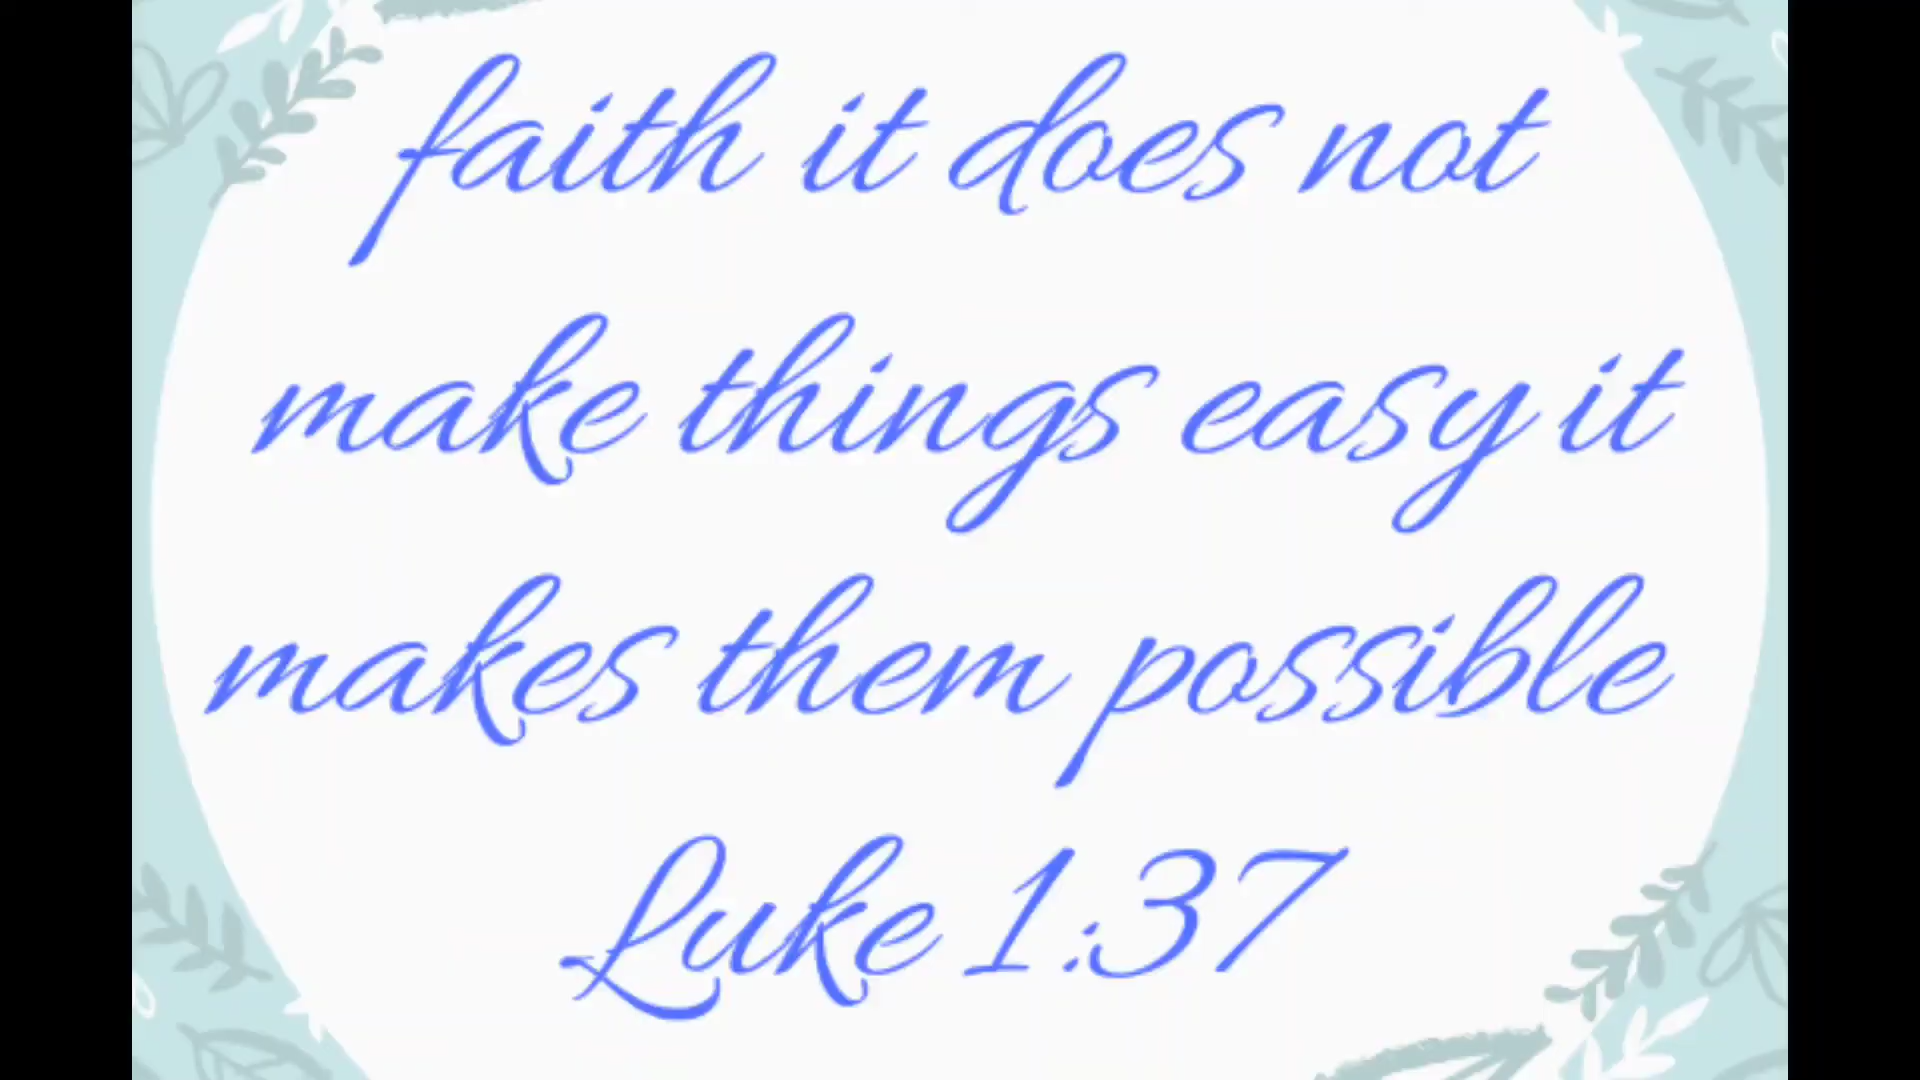 faith it does not
make things easy it
makes them possible
Luke 1:37